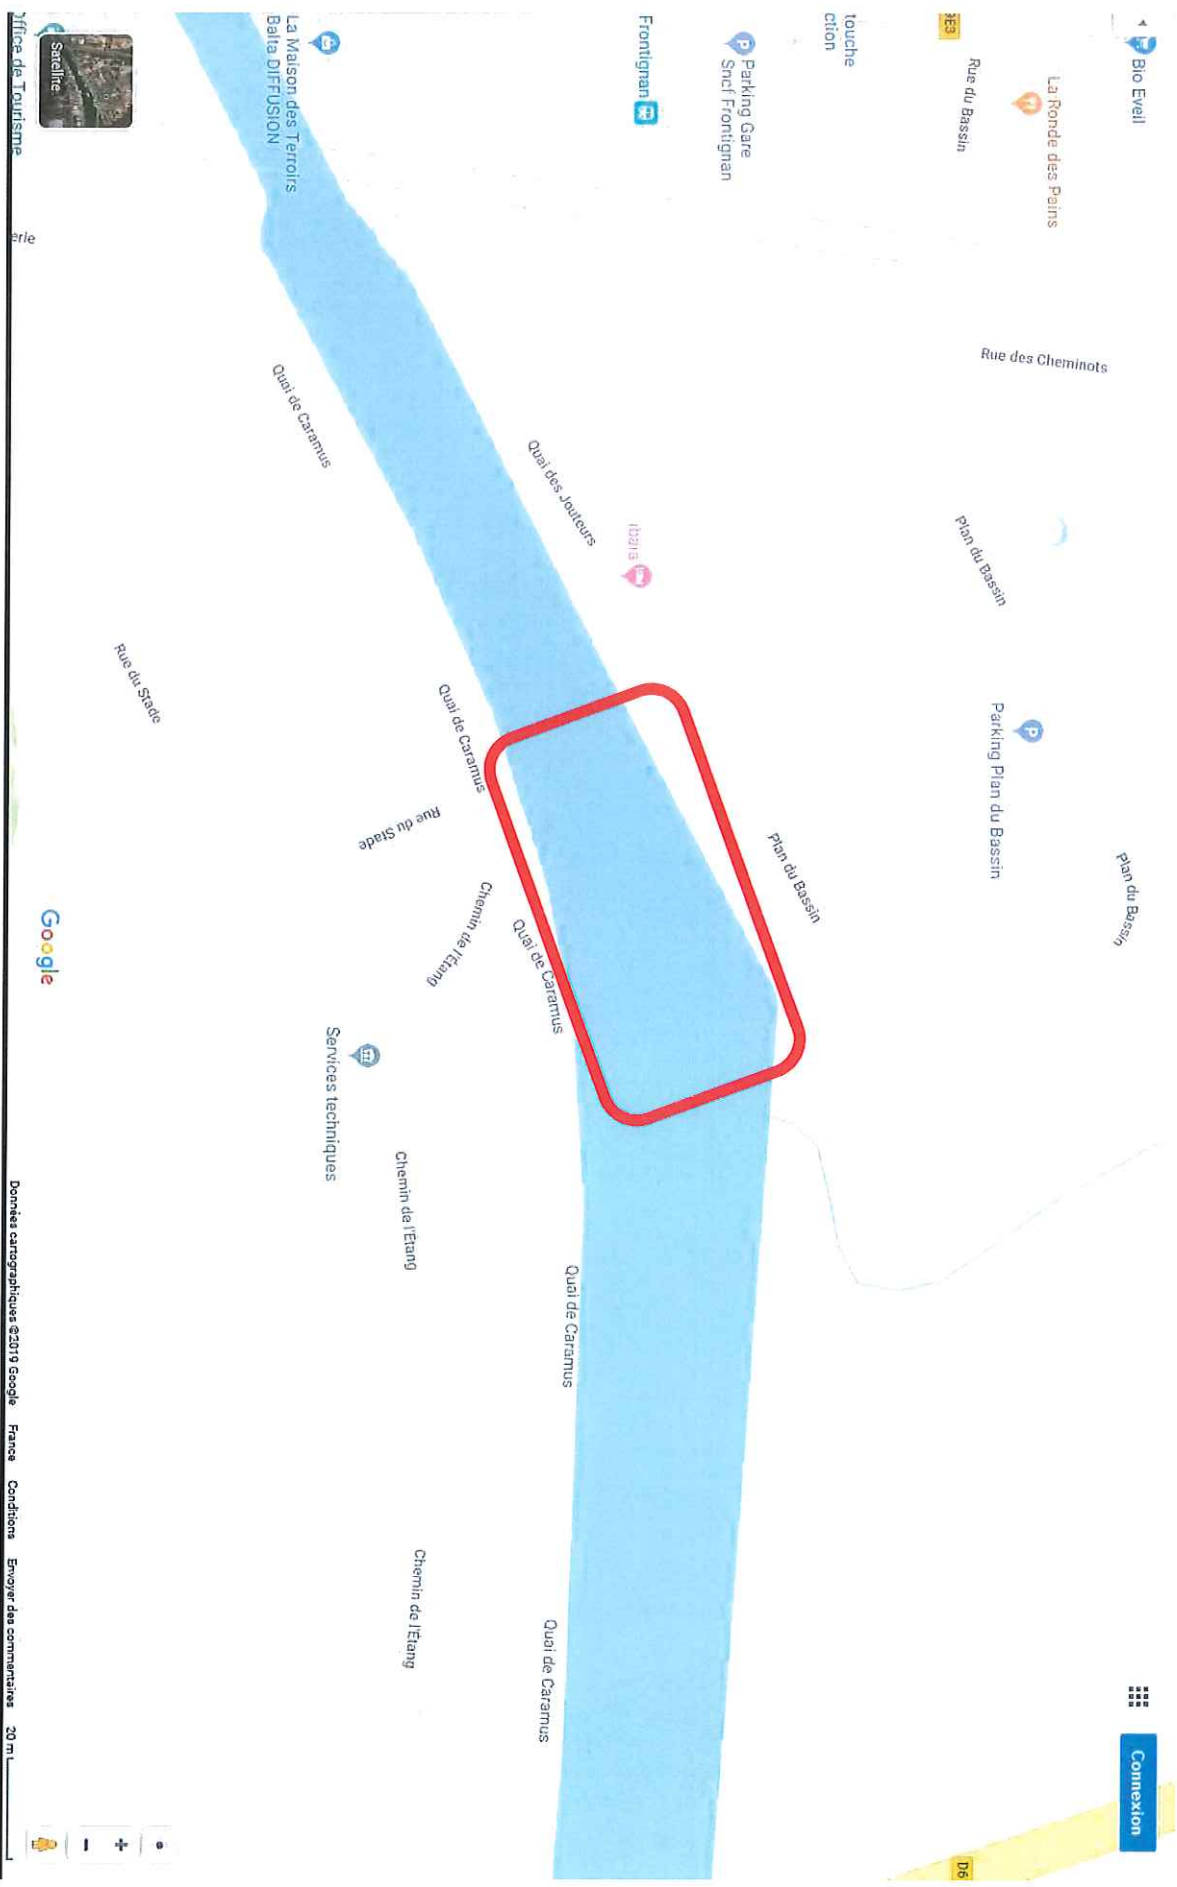 Bio Eveil
La Ronde des Pains
Rue du Bassin
Rue des Cheminots
touche
ction
Parking Gare
Sncf Frontignan
Frontignan
La Maison des Terroirs
Balta DIFFUSION
Satellite
Office de Tourisme
erie
Quai de Caramus
Quai des Jouteurs
Plan du Bassin
P
Parking Plan du Bassin
Plan du Bassin
Plan du Bassin
Rue du Stade
Quai de Caramus
Rue du Stade
Chemin de l'Étang
Quai de Caramus
Services techniques
Chemin de l'Étang
Quai de Caramus
Chemin de l'Étang
Quai de Caramus
Connexion
D6
Google
Données cartographiques ©2019 Google France Conditions Envoyer des commentaires 20 m